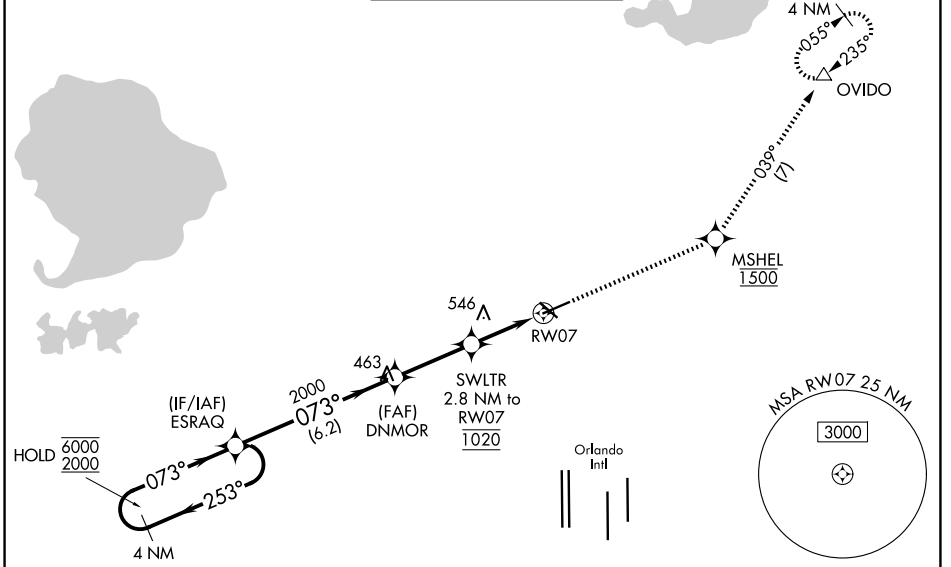 4 NM
055°
235°
OVIDO
039°
(7)
MSHEL
1500
546
RW07
463
SWLTR
2.8 NM to
RW07
1020
(FAF)
DNMOR
2000
073°
(6.2)
(IF/IAF)
ESRAQ
HOLD 6000
2000
073°
253°
4 NM
Orlando
Intl
MSA RW07 25 NM
3000